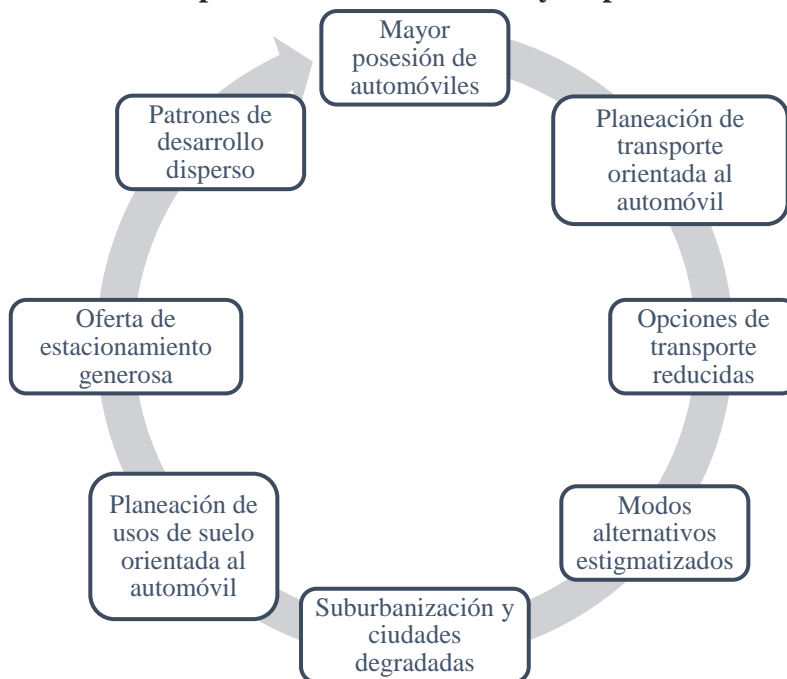 Mayor
posesión de
automóviles
Planeación de
transporte
orientada al
automóvil
Opciones de
transporte
reducidas
Modos
alternativos
estigmatizados
Suburbanización y
ciudades
degradadas
Planeación de
usos de suelo
orientada al
automóvil
Oferta de
estacionamiento
generosa
Patrones de
desarrollo
disperso